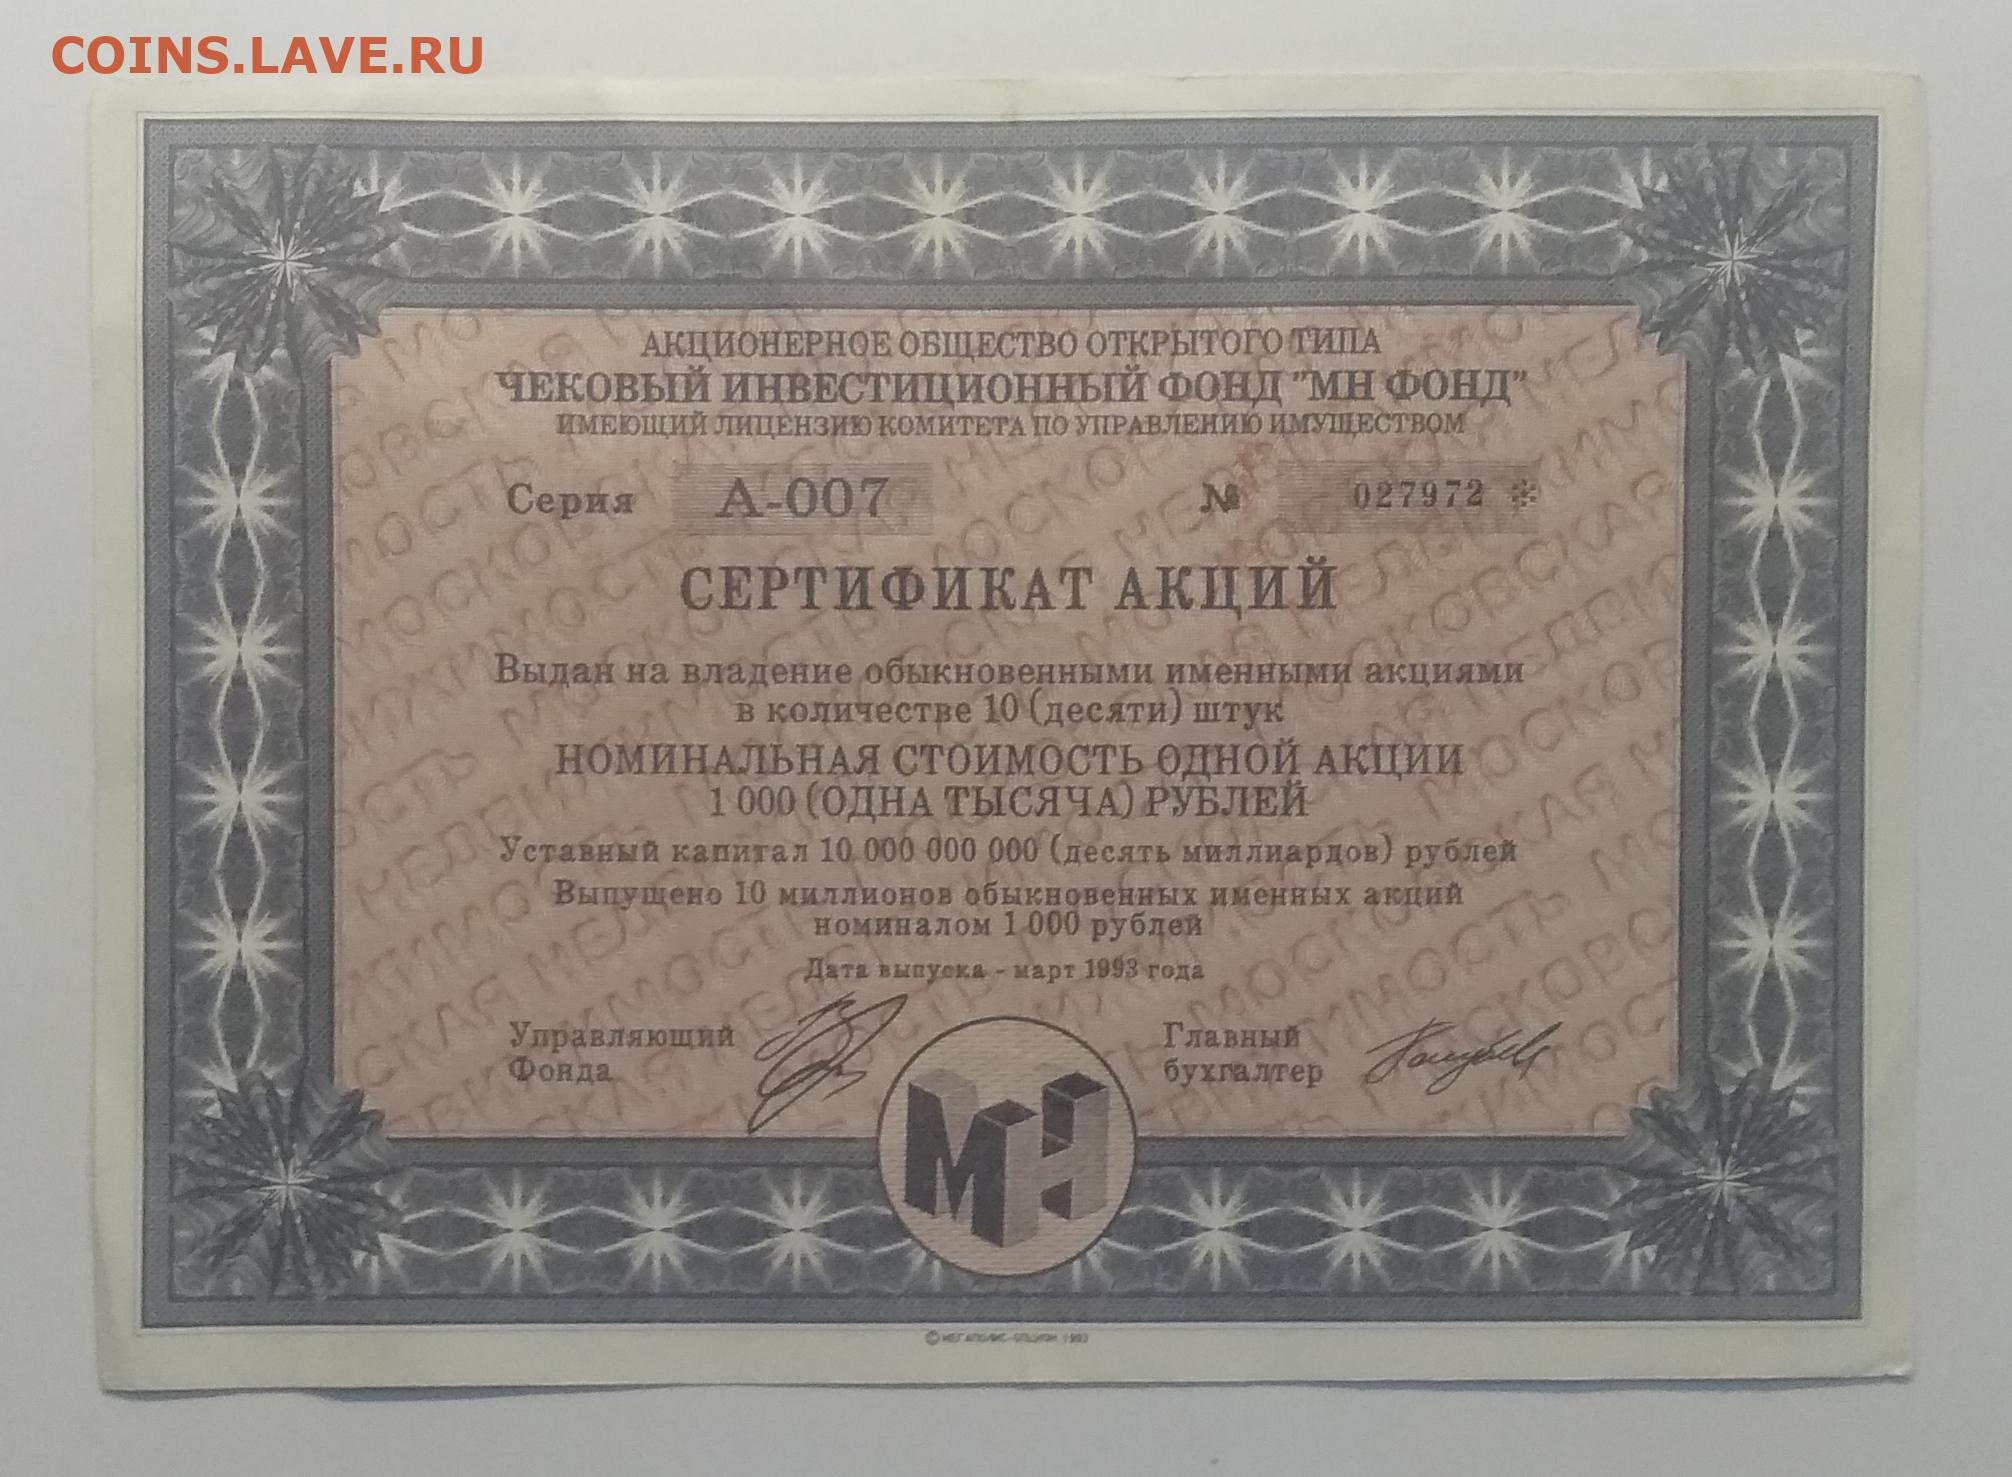 COINS.LAVE.RU
АКЦИОНЕРНОЕ ОБЩЕСТВО ОТКРЫТОГО ТИПА
ЧЕКОВЫЙ ИНВЕСТИЦИОННЫЙ ФОНД "МН ФОНД"
ИМЕЮЩИЙ ЛИЦЕНЗИЮ КОМИТЕТА ПО УПРАВЛЕНИЮ ИМУЩЕСТВОМ
Серия А-007 № 027972 *
СЕРТИФИКАТ АКЦИЙ
Выдан на владение обыкновенными именными акциями
в количестве 10 (десяти) штук
НОМИНАЛЬНАЯ СТОИМОСТЬ ОДНОЙ АКЦИИ
1 000 (ОДНА ТЫСЯЧА) РУБЛЕЙ
Уставный капитал 10 000 000 000 (десять миллиардов) рублей
Выпущено 10 миллионов обыкновенных именных акций
номиналом 1 000 рублей
Дата выпуска - март 1993 года
Управляющий
Фонда
Главный
бухгалтер
МН
© МЕГАПОЛИС-ОПЦИОН 1993